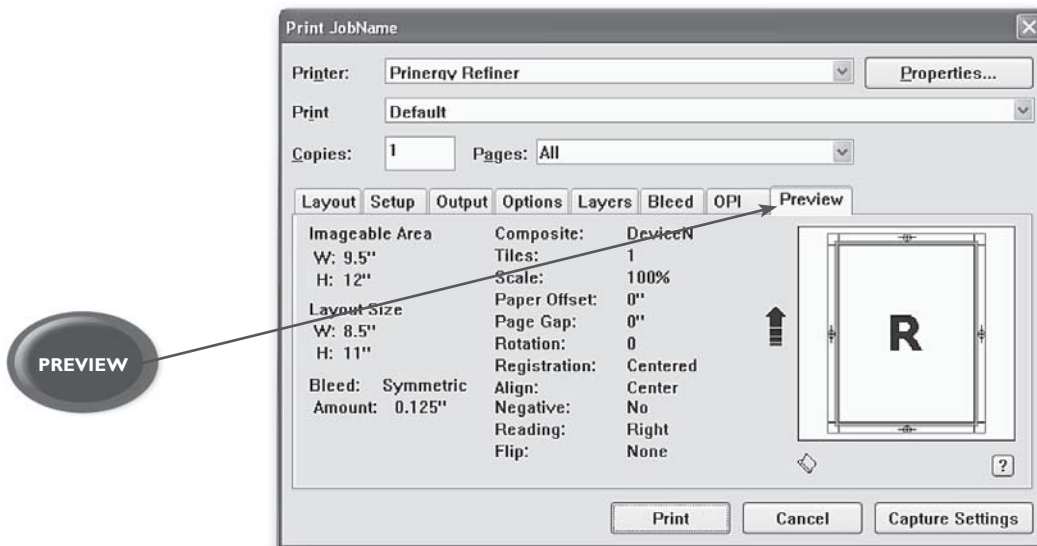 Print JobName
Printer: Prinergy Refiner Properties...
Print Default
Copies: 1 Pages: All
Layout Setup Output Options Layers Bleed OPI Preview
Imageable Area
W: 9.5"
H: 12"
Layout Size
W: 8.5"
H: 11"
Bleed: Symmetric
Amount: 0.125"
Composite: DeviceN
Tiles: 1
Scale: 100%
Paper Offset: 0"
Page Gap: 0"
Rotation: 0
Registration: Centered
Align: Center
Negative: No
Reading: Right
Flip: None
R
?
PREVIEW
Print Cancel Capture Settings